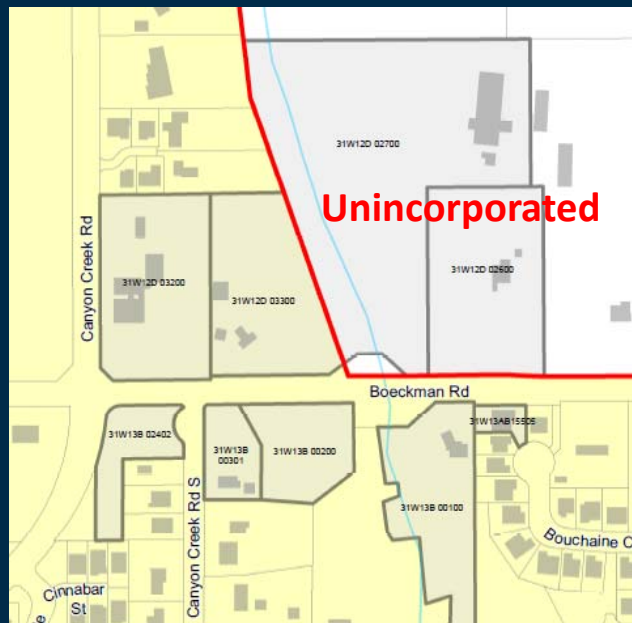 31W12D 02700
Unincorporated
Canyon Creek Rd
31W12D 03200
31W12D 03300
31W12D 02600
Boeckman Rd
31W13B 02402
31W13B
00301
31W13B 00200
31W13AB15505
31W13B 00100
Canyon Creek Rd S
Bouchaine C
Cinnabar
St